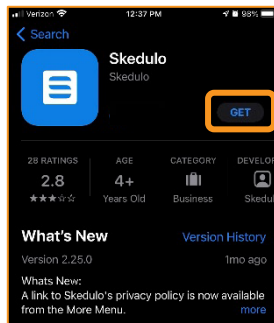 Verizon 12:37 PM 98%
Search
Skedulo
Skedulo
GET
28 RATINGS AGE CATEGORY DEVELOP
2.8 4+
Years Old Business Skedul
What's New Version History
Version 2.25.0 1mo ago
Whats New:
A link to Skedulo's privacy policy is now available
from the More Menu. more